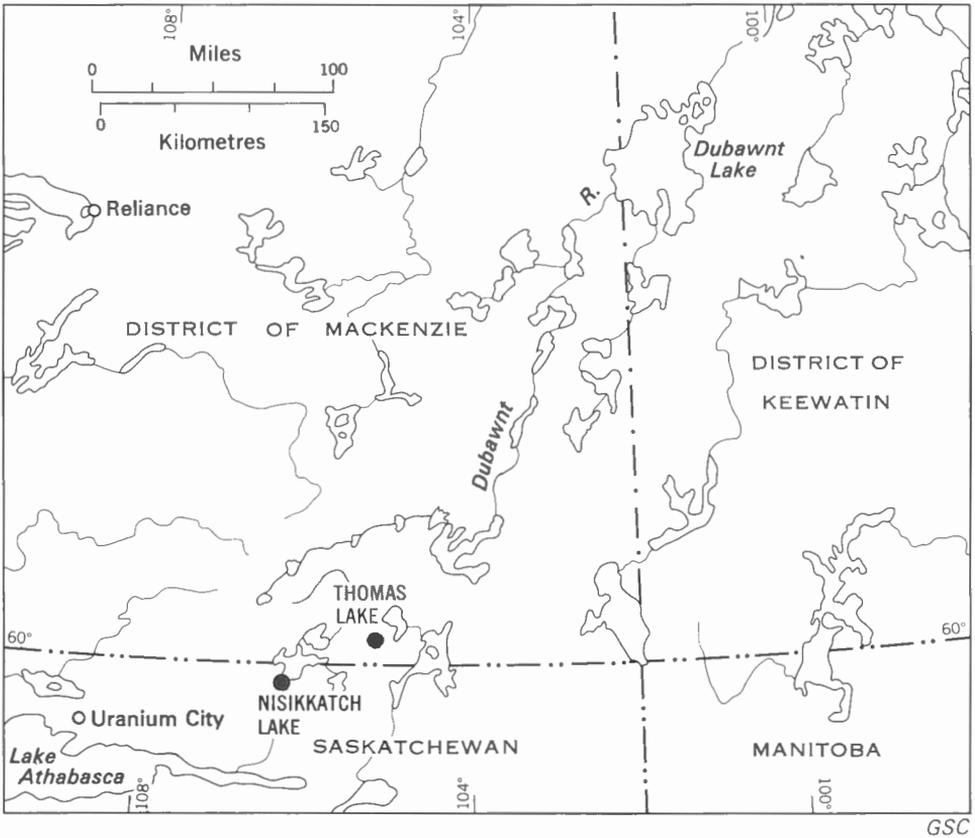 108°
104°
100°
Miles
0 100
0 150
Kilometres
Dubawnt
Lake
R.
Reliance
DISTRICT OF MACKENZIE
DISTRICT OF
KEEWATIN
Dubawnt
THOMAS
LAKE
60°
60°
NISIKKATCH
LAKE
Uranium City
SASKATCHEWAN
MANITOBA
Lake
Athabasca
108°
104°
100°
GSC